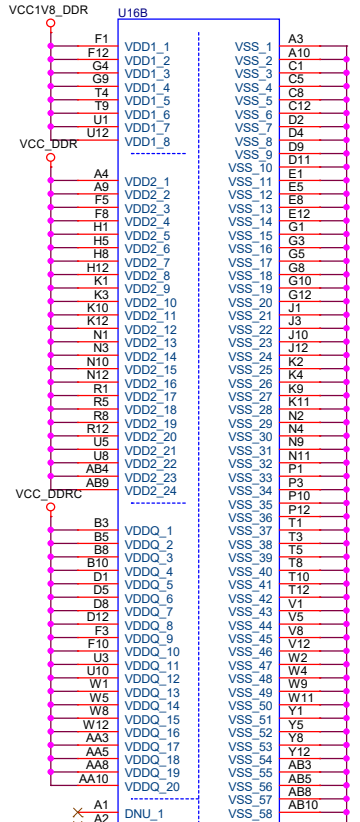 VCC1V8_DDR
U16B
F1 VDD1_1
F12 VDD1_2
G4 VDD1_3
G9 VDD1_4
T4 VDD1_5
T9 VDD1_6
U1 VDD1_7
U12 VDD1_8
VCC_DDR
A4 VDD2_1
A9 VDD2_2
F5 VDD2_3
F8 VDD2_4
H1 VDD2_5
H5 VDD2_6
H8 VDD2_7
H12 VDD2_8
K1 VDD2_9
K3 VDD2_10
K10 VDD2_11
K12 VDD2_12
N1 VDD2_13
N3 VDD2_14
N10 VDD2_15
N12 VDD2_16
R1 VDD2_17
R5 VDD2_18
R8 VDD2_19
R12 VDD2_20
U5 VDD2_21
U8 VDD2_22
AB4 VDD2_23
AB9 VDD2_24
VCC_DDRC
B3 VDDQ_1
B5 VDDQ_2
B8 VDDQ_3
B10 VDDQ_4
D1 VDDQ_5
D5 VDDQ_6
D8 VDDQ_7
D12 VDDQ_8
F3 VDDQ_9
F10 VDDQ_10
U3 VDDQ_11
U10 VDDQ_12
W1 VDDQ_13
W5 VDDQ_14
W8 VDDQ_15
W12 VDDQ_16
AA3 VDDQ_17
AA5 VDDQ_18
AA8 VDDQ_19
AA10 VDDQ_20
A1 DNU_1
A2
VSS_1 A3
VSS_2 A10
VSS_3 C1
VSS_4 C5
VSS_5 C8
VSS_6 C12
VSS_7 D2
VSS_8 D4
VSS_9 D9
VSS_10 D11
VSS_11 E1
VSS_12 E5
VSS_13 E8
VSS_14 E12
VSS_15 G1
VSS_16 G3
VSS_17 G5
VSS_18 G8
VSS_19 G10
VSS_20 G12
VSS_21 J1
VSS_22 J3
VSS_23 J10
VSS_24 J12
VSS_25 K2
VSS_26 K4
VSS_27 K9
VSS_28 K11
VSS_29 N2
VSS_30 N4
VSS_31 N9
VSS_32 N11
VSS_33 P1
VSS_34 P3
VSS_35 P10
VSS_36 P12
VSS_37 T1
VSS_38 T3
VSS_39 T5
VSS_40 T8
VSS_41 T10
VSS_42 T12
VSS_43 V1
VSS_44 V5
VSS_45 V8
VSS_46 V12
VSS_47 W2
VSS_48 W4
VSS_49 W9
VSS_50 W11
VSS_51 Y1
VSS_52 Y5
VSS_53 Y8
VSS_54 Y12
VSS_55 AB3
VSS_56 AB5
VSS_57 AB8
VSS_58 AB10